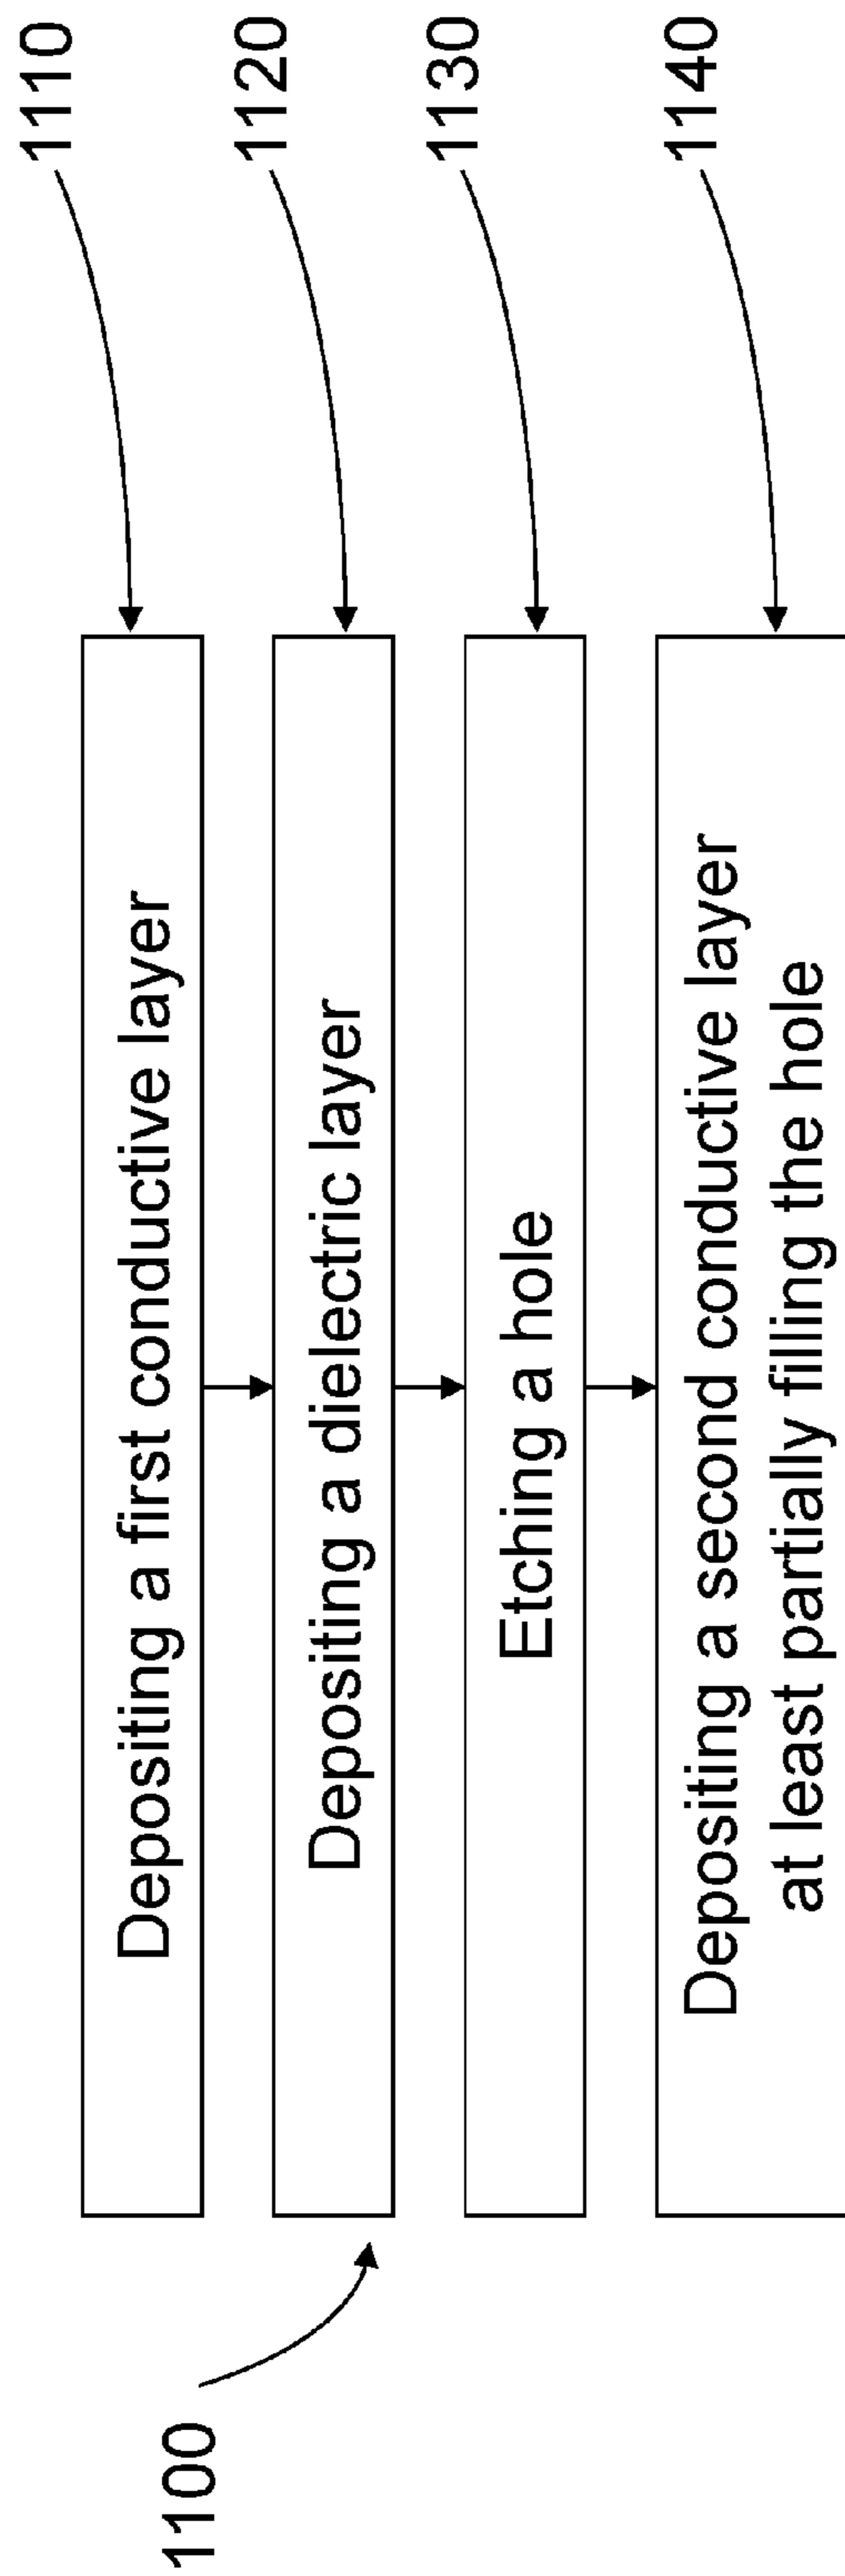 1100
Depositing a first conductive layer
1110
Depositing a dielectric layer
1120
Etching a hole
1130
Depositing a second conductive layer
at least partially filling the hole
1140